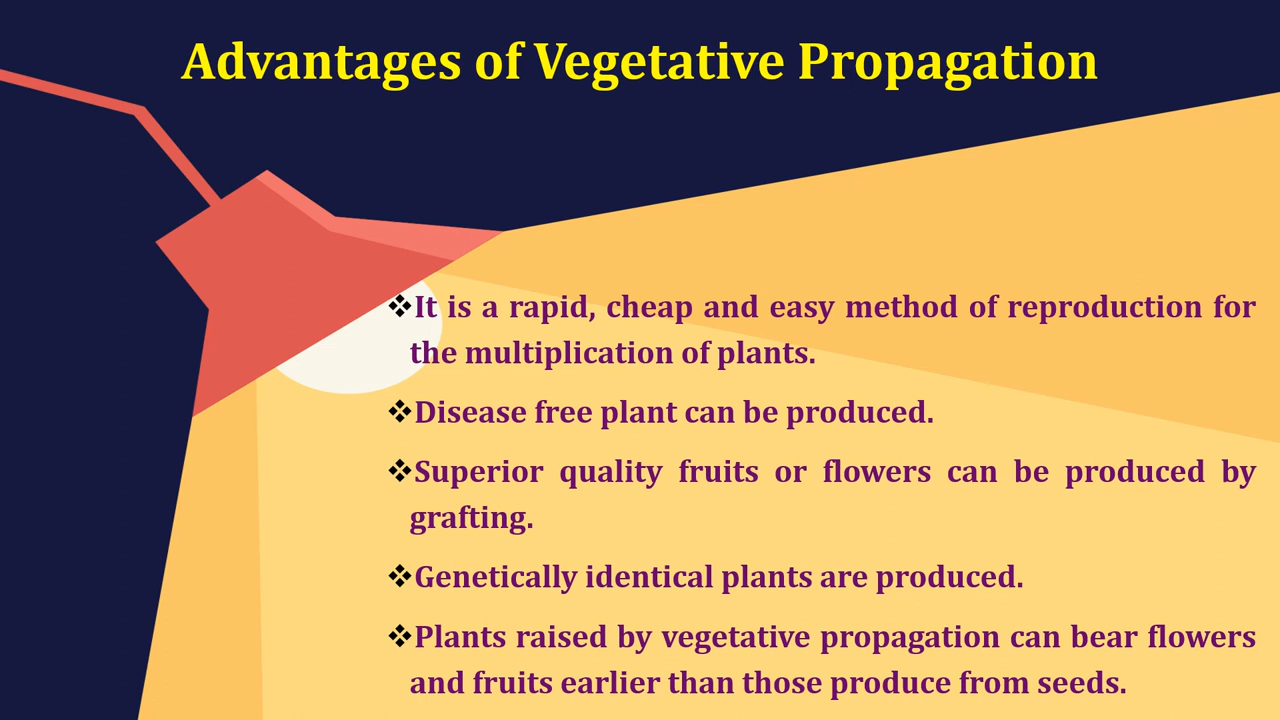 Advantages of Vegetative Propagation
❖It is a rapid, cheap and easy method of reproduction for
the multiplication of plants.
❖Disease free plant can be produced.
❖Superior quality fruits or flowers can be produced by
grafting.
❖Genetically identical plants are produced.
❖Plants raised by vegetative propagation can bear flowers
and fruits earlier than those produce from seeds.